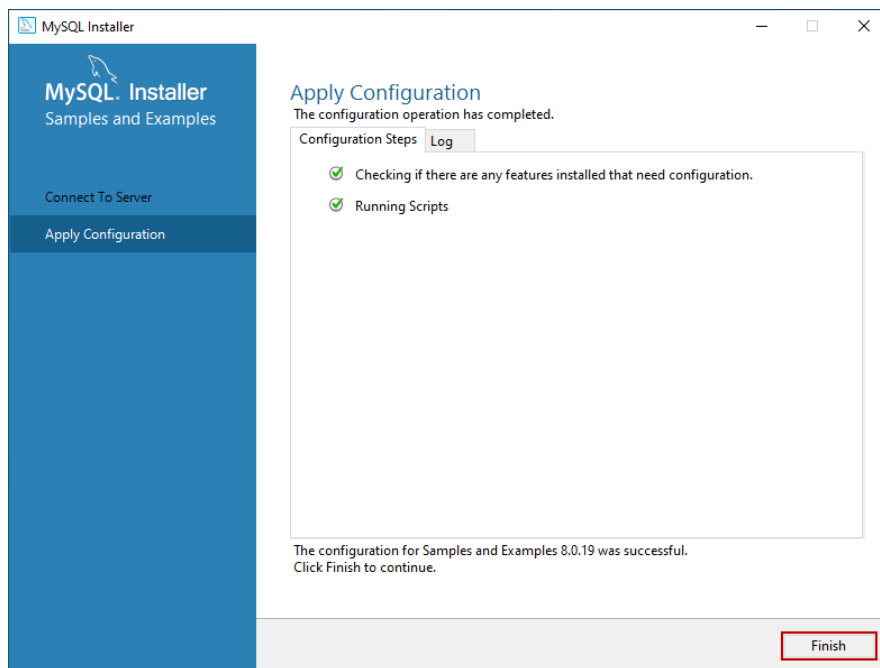 MySQL Installer
MySQL. Installer
Samples and Examples
Connect To Server
Apply Configuration
Apply Configuration
The configuration operation has completed.
Configuration Steps Log
Checking if there are any features installed that need configuration.
Running Scripts
The configuration for Samples and Examples 8.0.19 was successful.
Click Finish to continue.
Finish